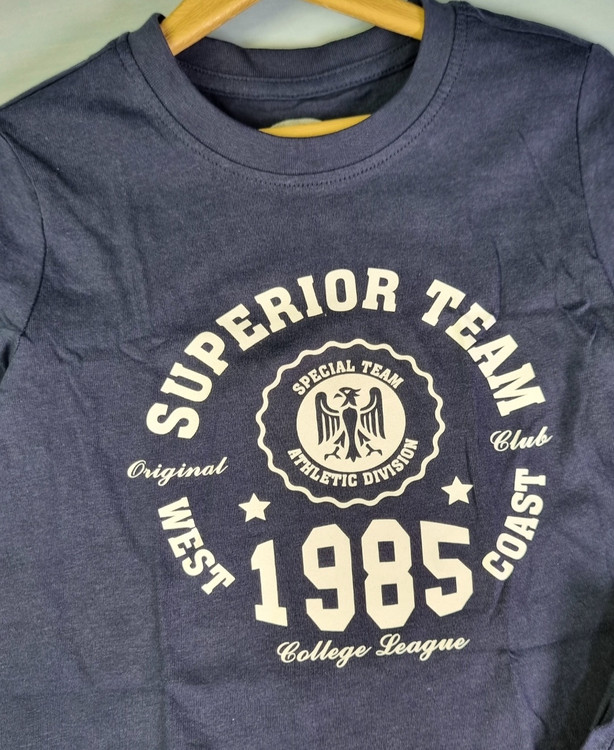 SUPERIOR TEAM
SPECIAL TEAM
ATHLETIC DIVISION
Original
Club
WEST
COAST
1985
College League